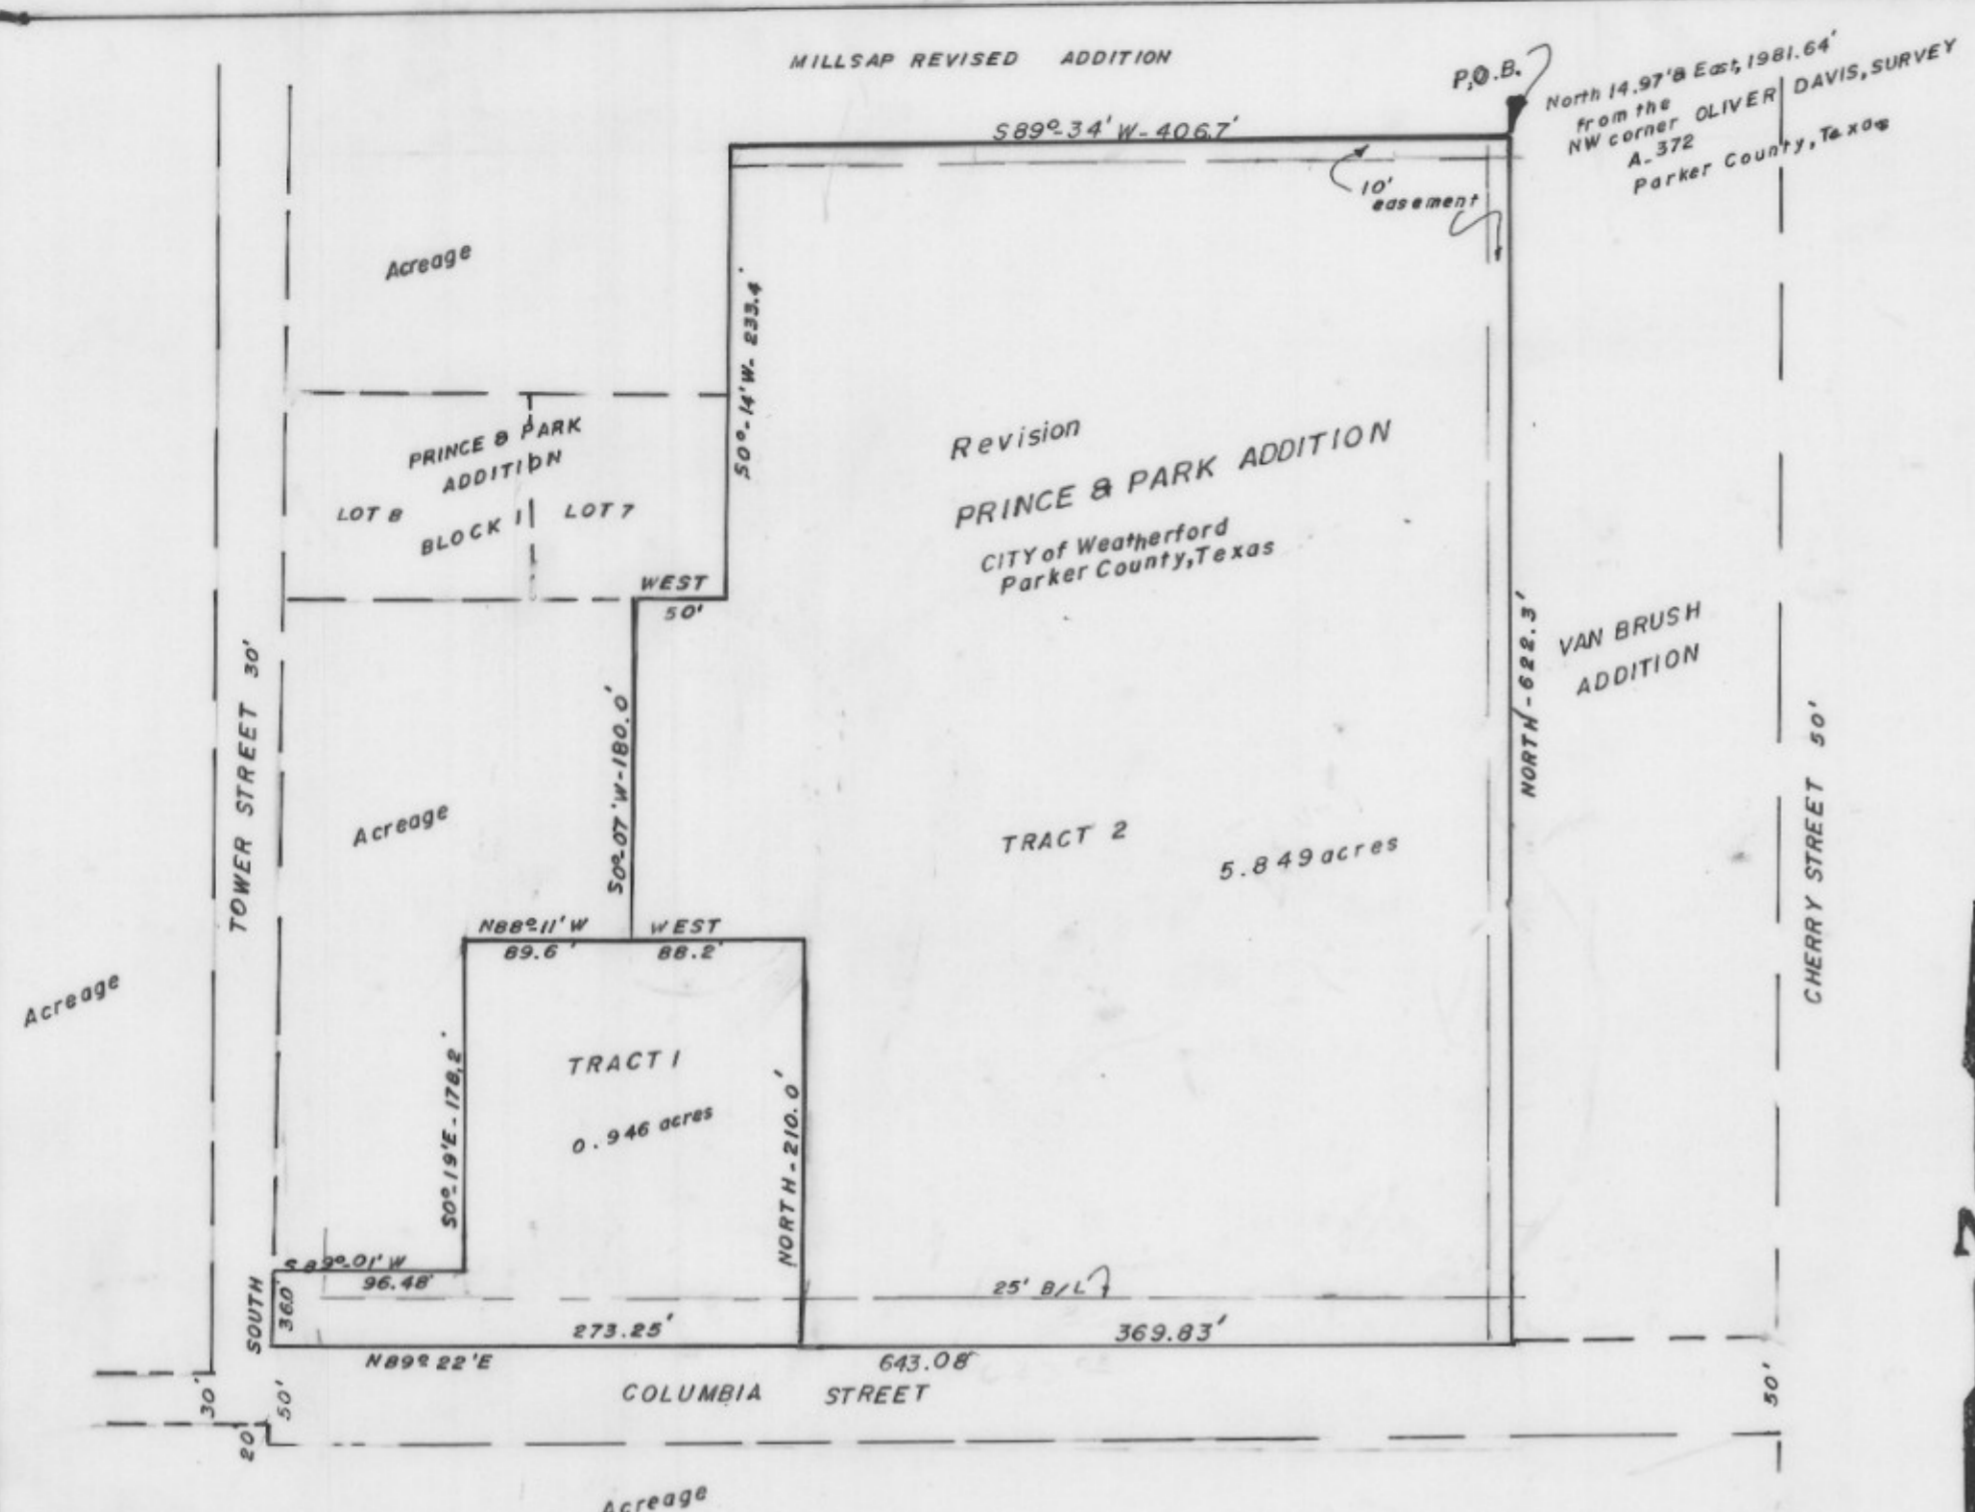 MILLSAP REVISED ADDITION
P.O.B.
North 14.97' & East, 1981.64'
from the
NW corner OLIVER DAVIS, SURVEY
A-372
Parker County, Texas
S89°-34' W-406.7'
10'
easement
Acreage
S0°-14'W- 233.4'
PRINCE & PARK
ADDITION
LOT 8
BLOCK 1
LOT 7
Revision
PRINCE & PARK ADDITION
CITY of Weatherford
Parker County, Texas
WEST
50'
TOWER STREET 30'
S0°-07'W-180.0'
NORTH-622.3'
VAN BRUSH
ADDITION
CHERRY STREET 50'
Acreage
TRACT 2
5.849 acres
N88°-11' W
89.6'
WEST
88.2'
Acreage
S0°-19'E-178.2'
TRACT 1
0.946 acres
NORTH-210.0'
S89°-01' W
96.48'
SOUTH
36.0'
25' B/L
273.25'
369.83'
N89°22'E
643.08'
COLUMBIA STREET
30'
50'
20'
50'
Acreage